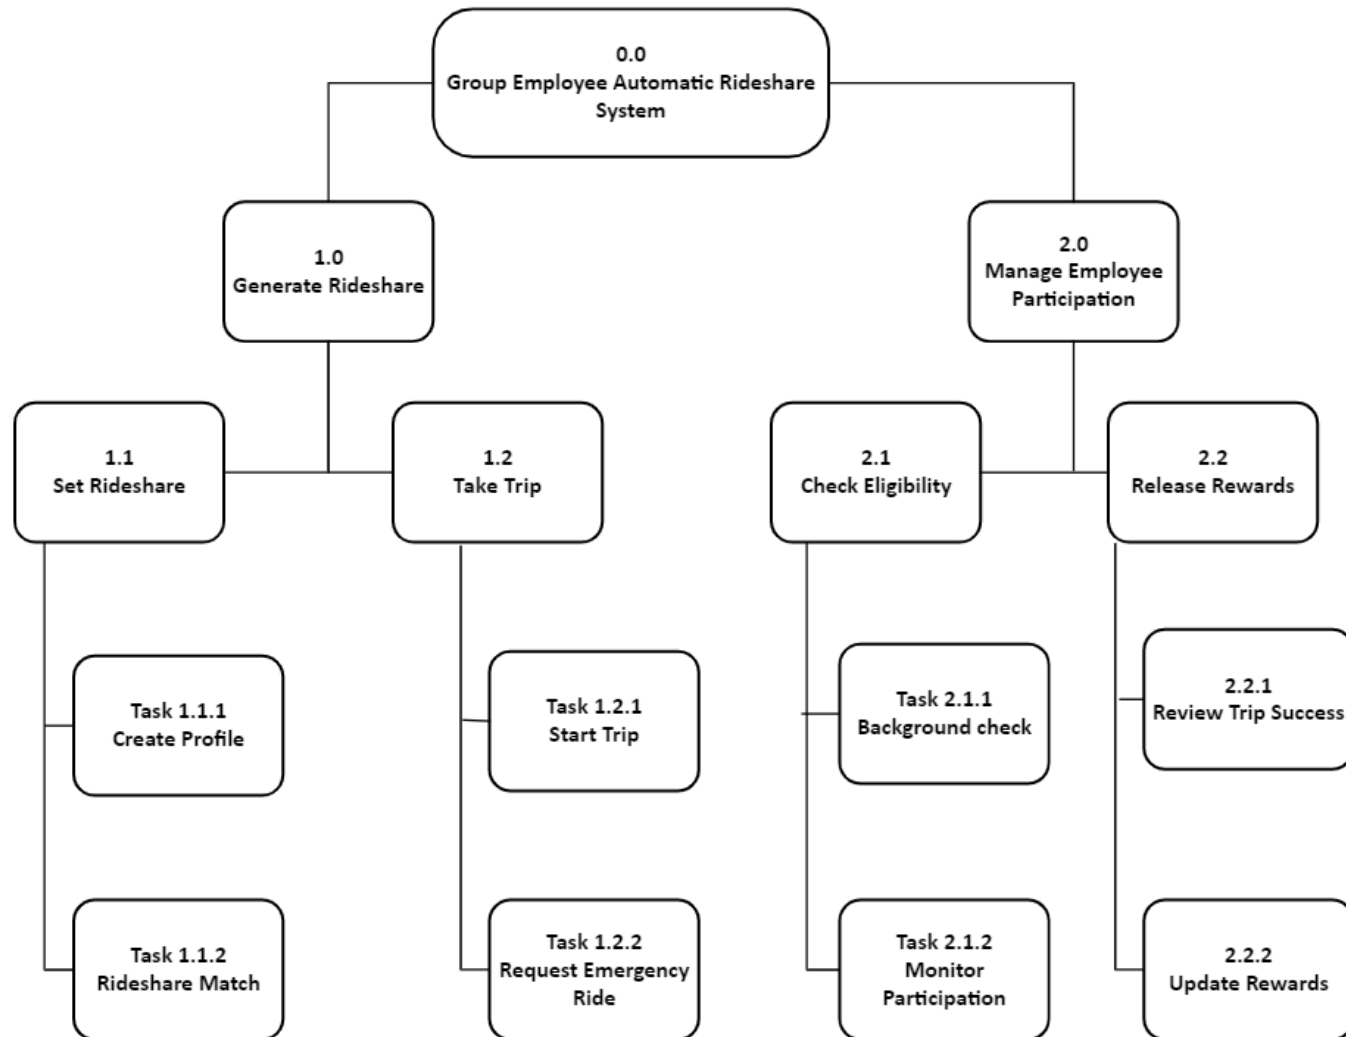 0.0
Group Employee Automatic Rideshare
System
1.0
Generate Rideshare
2.0
Manage Employee
Participation
1.1
Set Rideshare
1.2
Take Trip
2.1
Check Eligibility
2.2
Release Rewards
Task 1.1.1
Create Profile
Task 1.2.1
Start Trip
Task 2.1.1
Background check
2.2.1
Review Trip Success
Task 1.1.2
Rideshare Match
Task 1.2.2
Request Emergency
Ride
Task 2.1.2
Monitor
Participation
2.2.2
Update Rewards